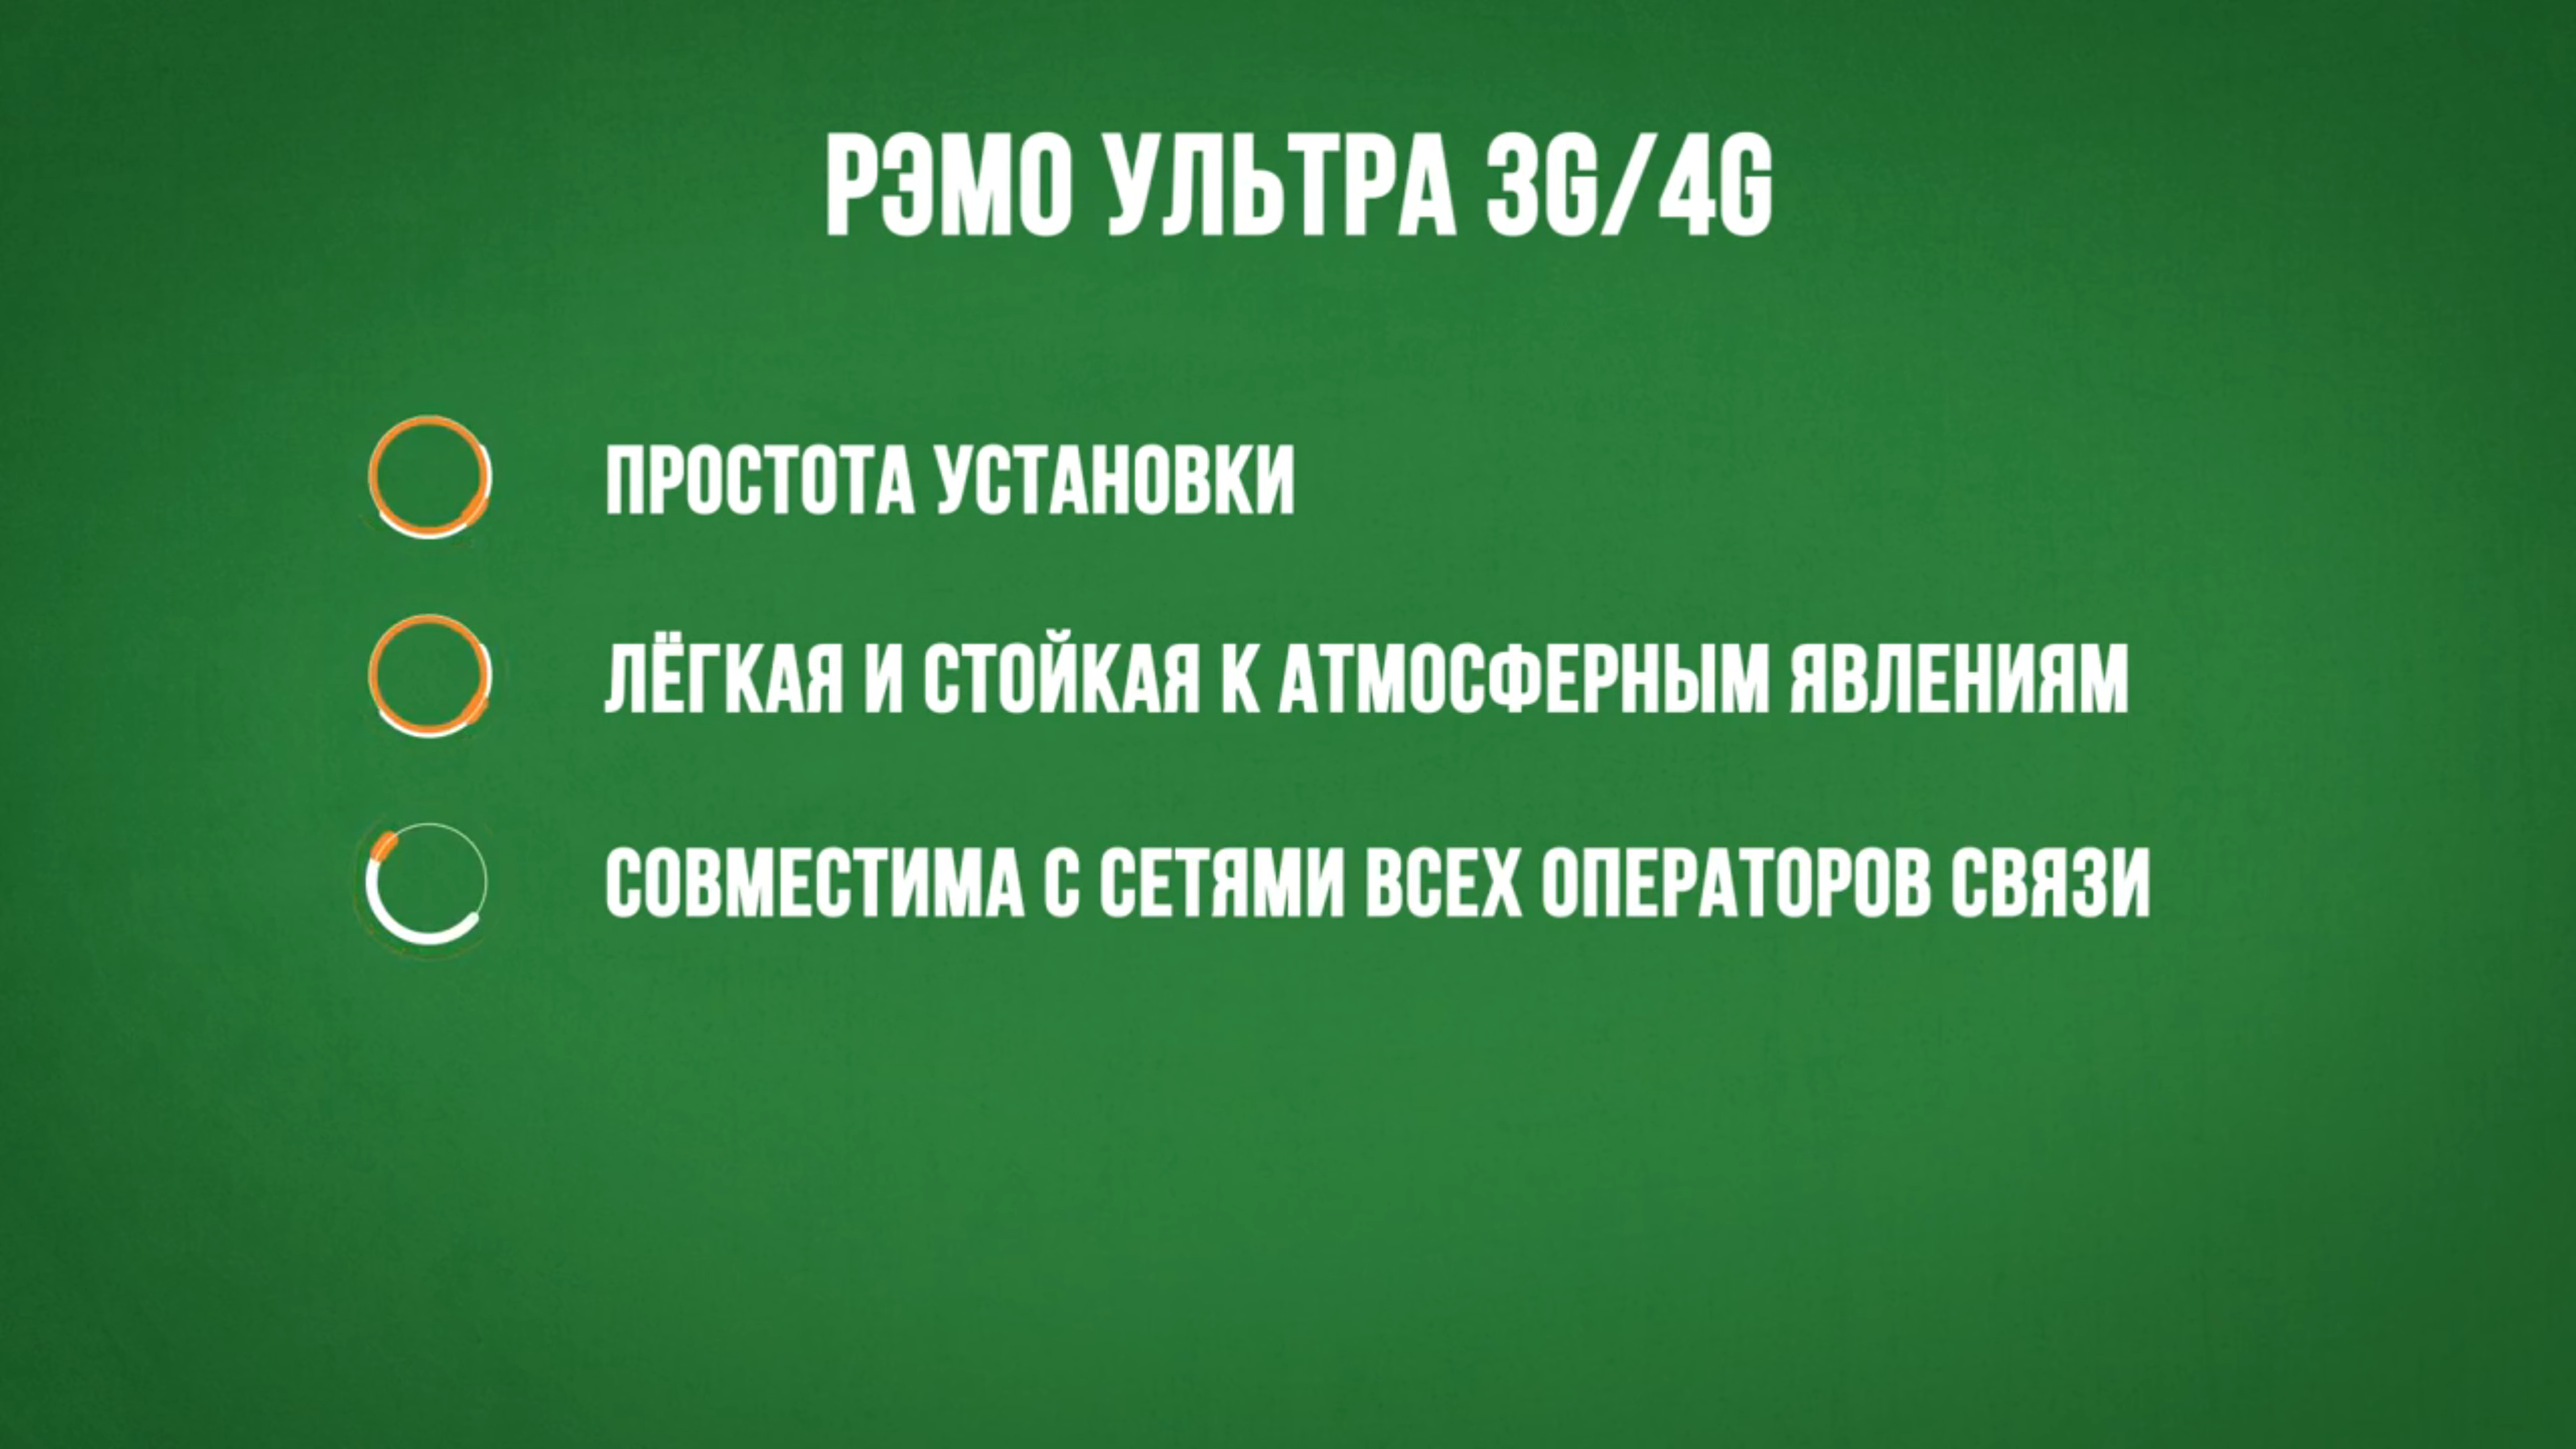 РЭМО УЛЬТРА 3G/4G
ПРОСТОТА УСТАНОВКИ
ЛЁГКАЯ И СТОЙКАЯ К АТМОСФЕРНЫМ ЯВЛЕНИЯМ
СОВМЕСТИМА С СЕТЯМИ ВСЕХ ОПЕРАТОРОВ СВЯЗИ